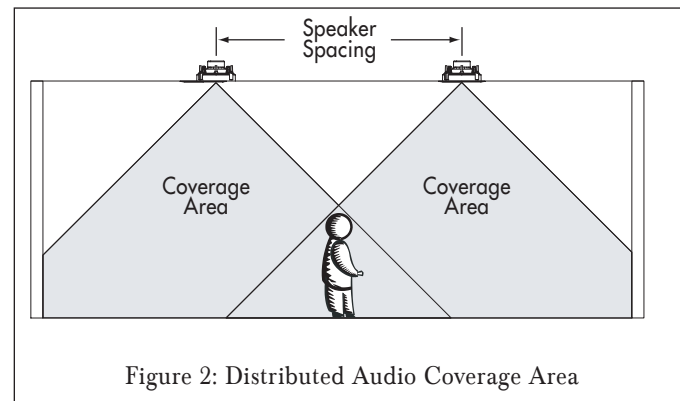 Speaker
Spacing
Coverage
Area
Coverage
Area
Figure 2: Distributed Audio Coverage Area